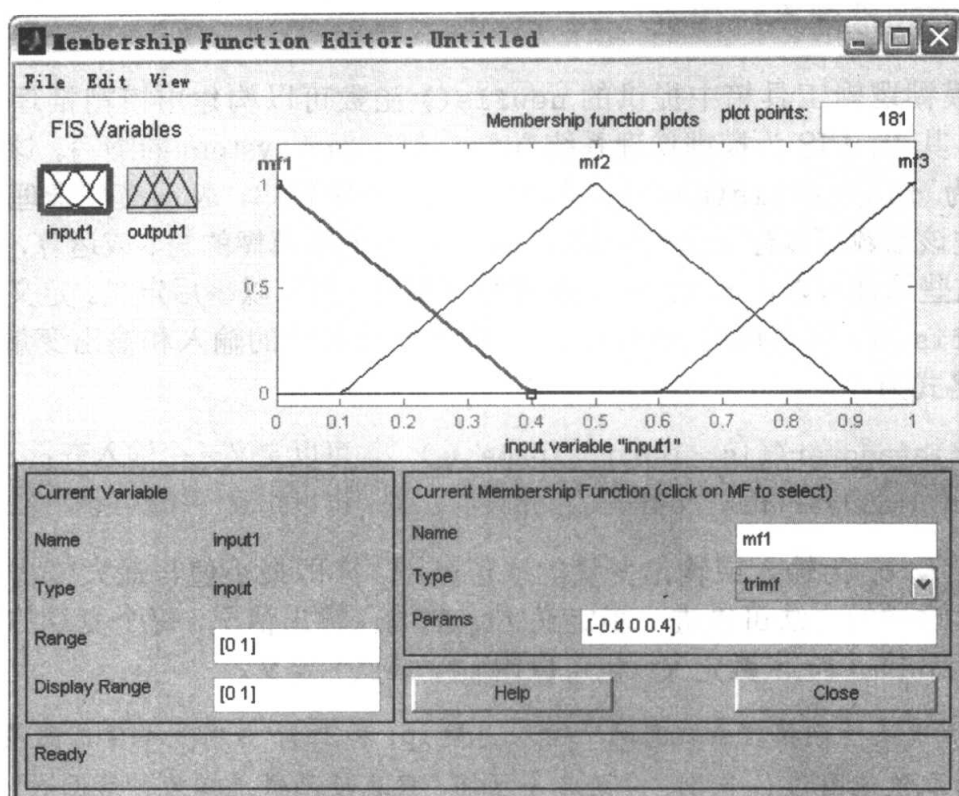 Membership Function Editor: Untitled
File Edit View
FIS Variables
input1
output1
Membership function plots
plot points:
181
mf1
mf2
mf3
1
0.5
0
0 0.1 0.2 0.3 0.4 0.5 0.6 0.7 0.8 0.9 1
input variable "input1"
Current Variable
Name input1
Type input
Range [0 1]
Display Range [0 1]
Current Membership Function (click on MF to select)
Name mf1
Type trimf
Params [-0.4 0 0.4]
Help
Close
Ready